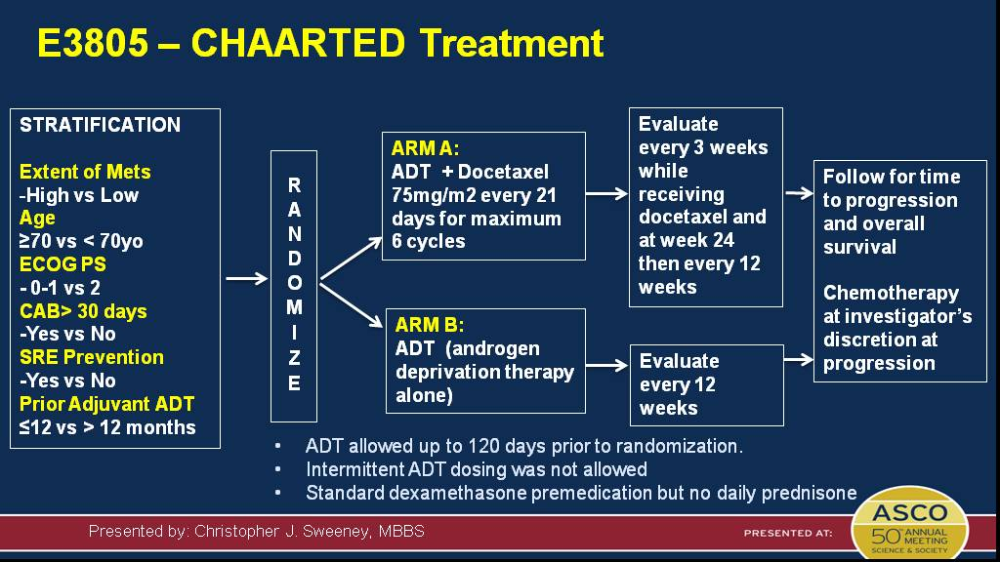 E3805 – CHAARTED Treatment
STRATIFICATION
Extent of Mets
-High vs Low
Age
≥70 vs < 70yo
ECOG PS
- 0-1 vs 2
CAB> 30 days
-Yes vs No
SRE Prevention
-Yes vs No
Prior Adjuvant ADT
≤12 vs > 12 months
R
A
N
D
O
M
I
Z
E
ARM A:
ADT + Docetaxel
75mg/m2 every 21
days for maximum
6 cycles
ARM B:
ADT (androgen
deprivation therapy
alone)
Evaluate
every 3 weeks
while
receiving
docetaxel and
at week 24
then every 12
weeks
Evaluate
every 12
weeks
Follow for time
to progression
and overall
survival
Chemotherapy
at investigator's
discretion at
progression
• ADT allowed up to 120 days prior to randomization.
• Intermittent ADT dosing was not allowed
• Standard dexamethasone premedication but no daily prednisone
Presented by: Christopher J. Sweeney, MBBS
PRESENTED AT:
ASCO
50TH ANNUAL
MEETING
SCIENCE & SOCIETY